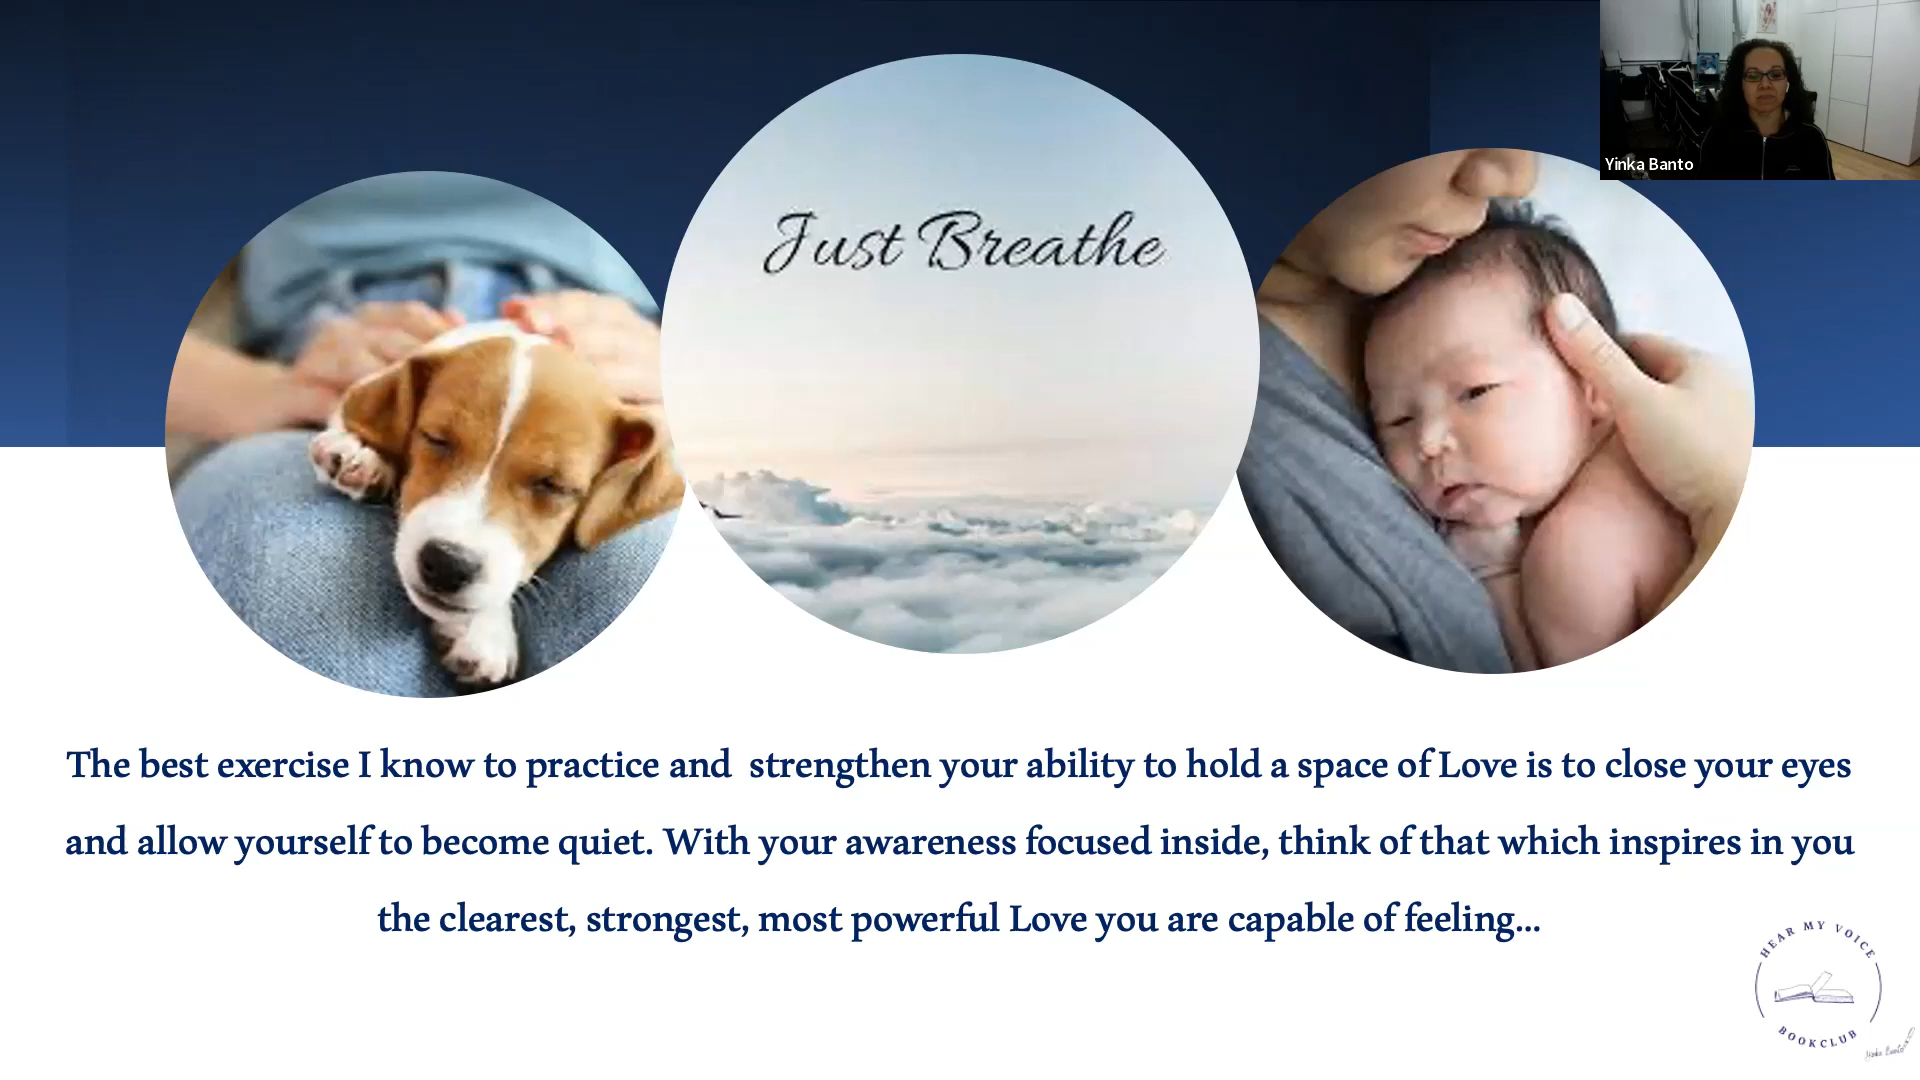 Yinka Banto
Just Breathe
The best exercise I know to practice and  strengthen your ability to hold a space of Love is to close your eyes
and allow yourself to become quiet. With your awareness focused inside, think of that which inspires in you
the clearest, strongest, most powerful Love you are capable of feeling...
HEAR MY VOICE
BOOKCLUB
Yinka Banto